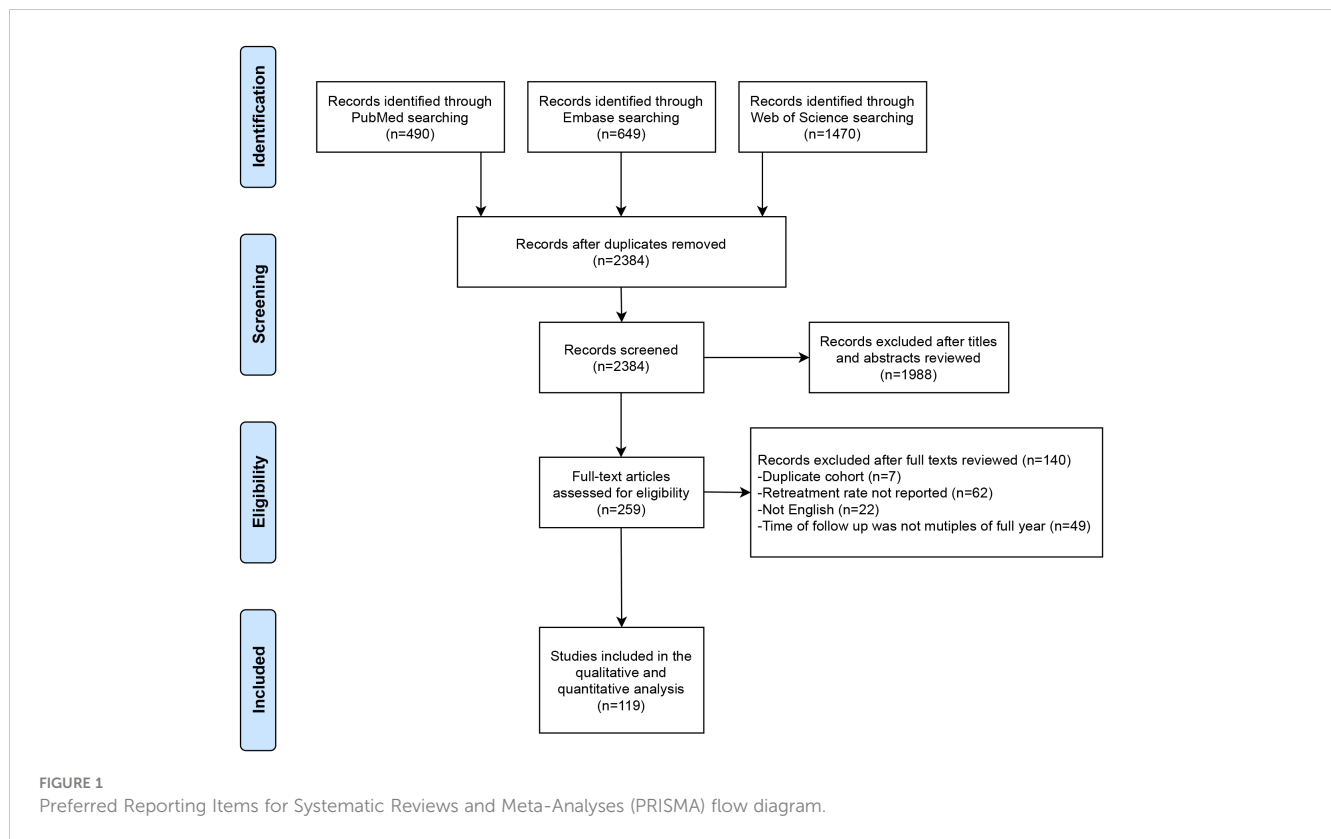 Identification
Records identified through
PubMed searching
(n=490)
Records identified through
Embase searching
(n=649)
Records identified through
Web of Science searching
(n=1470)
Records after duplicates removed
(n=2384)
Screening
Records screened
(n=2384)
Records excluded after titles
and abstracts reviewed
(n=1988)
Eligibility
Full-text articles
assessed for eligibility
(n=259)
Records excluded after full texts reviewed (n=140)
-Duplicate cohort (n=7)
-Retreatment rate not reported (n=62)
-Not English (n=22)
-Time of follow up was not mutiples of full year (n=49)
Included
Studies included in the
qualitative and
quantitative analysis
(n=119)
FIGURE 1
Preferred Reporting Items for Systematic Reviews and Meta-Analyses (PRISMA) flow diagram.